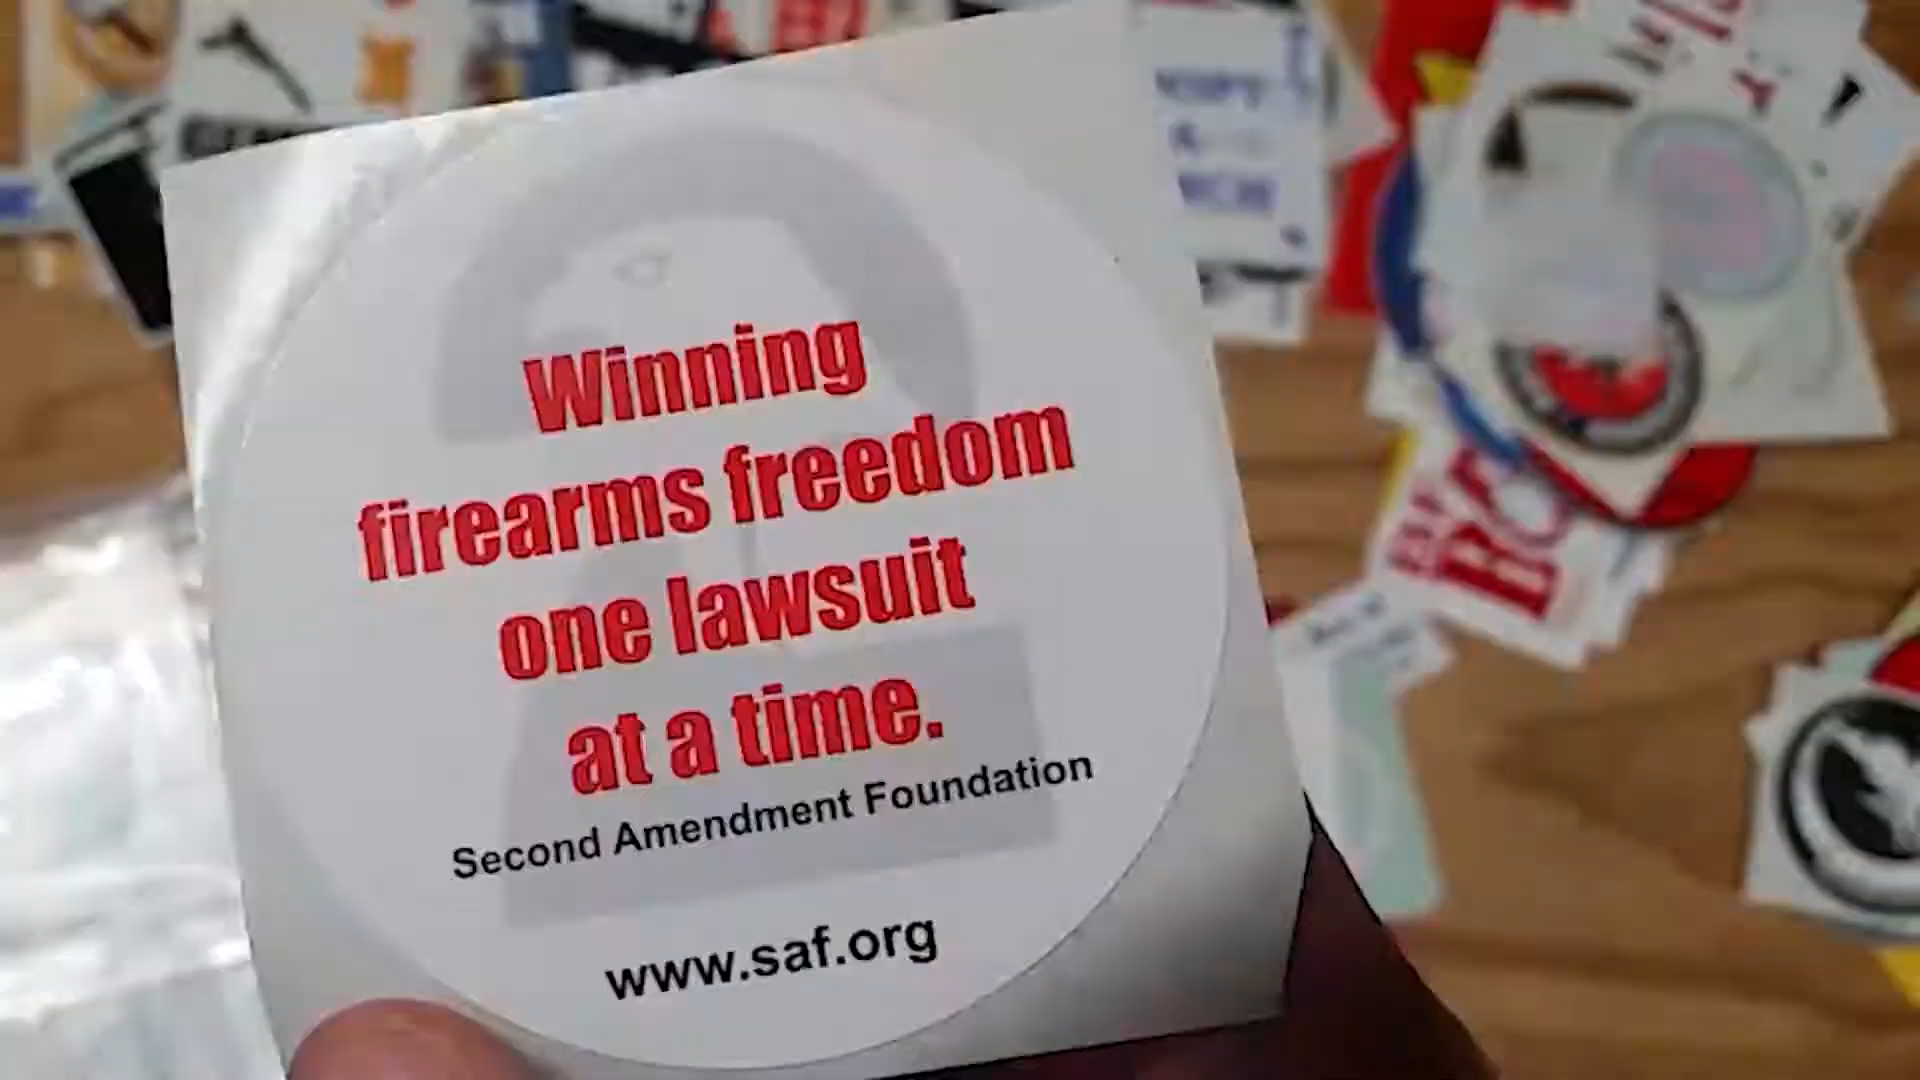 Winning
firearms freedom
one lawsuit
at a time.
Second Amendment Foundation
www.saf.org